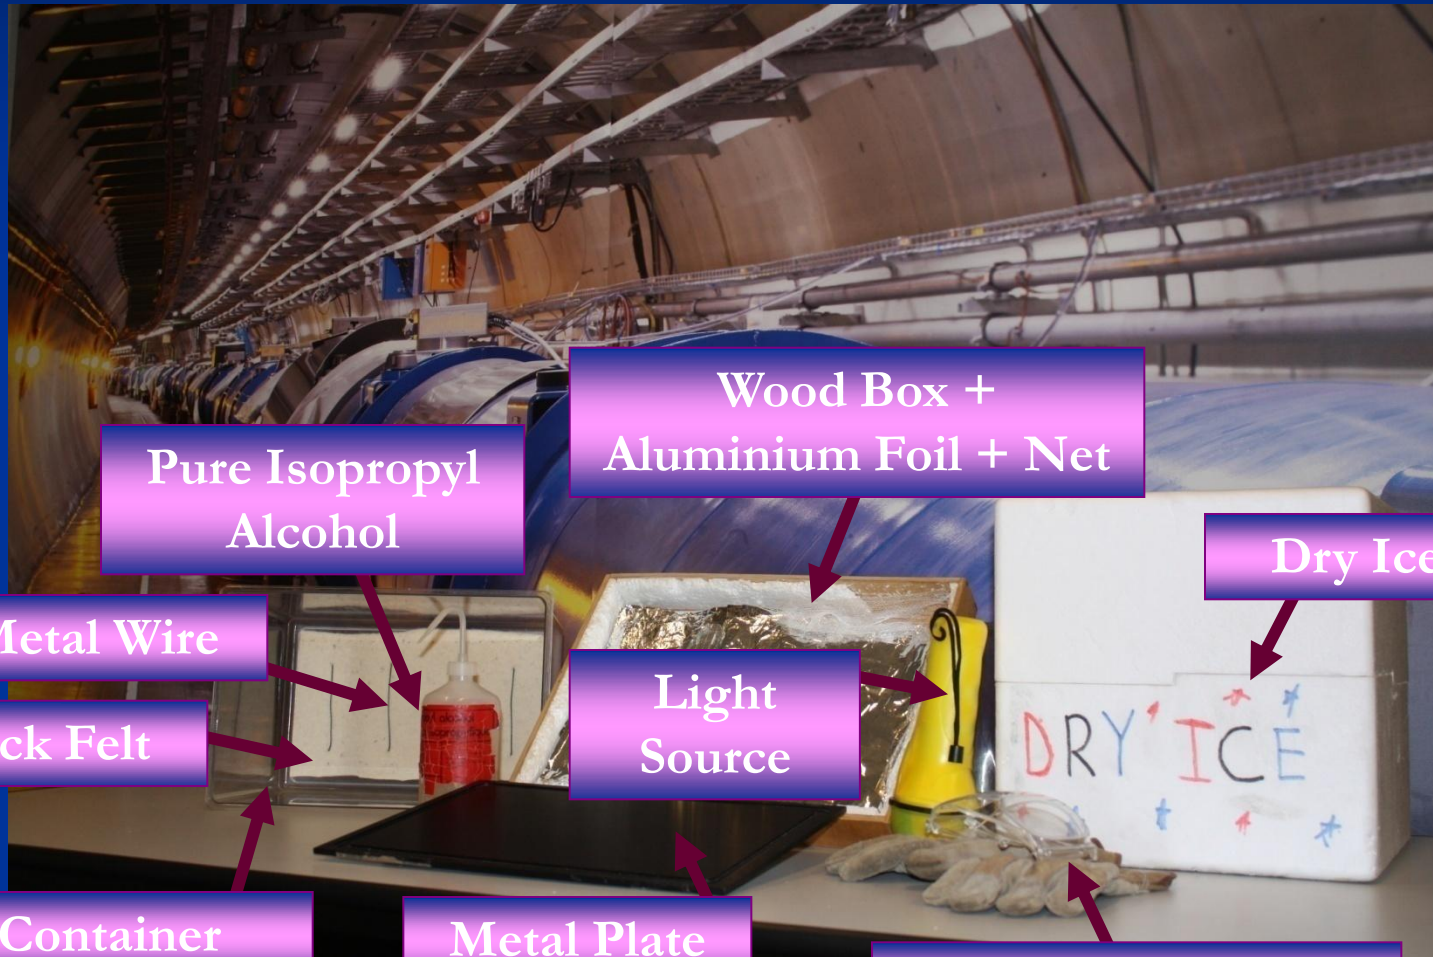 Wood Box +
Aluminium Foil + Net
Pure Isopropyl
Alcohol
Dry Ice
Metal Wire
Light
Source
ck Felt
DRY ICE
Container
Metal Plate